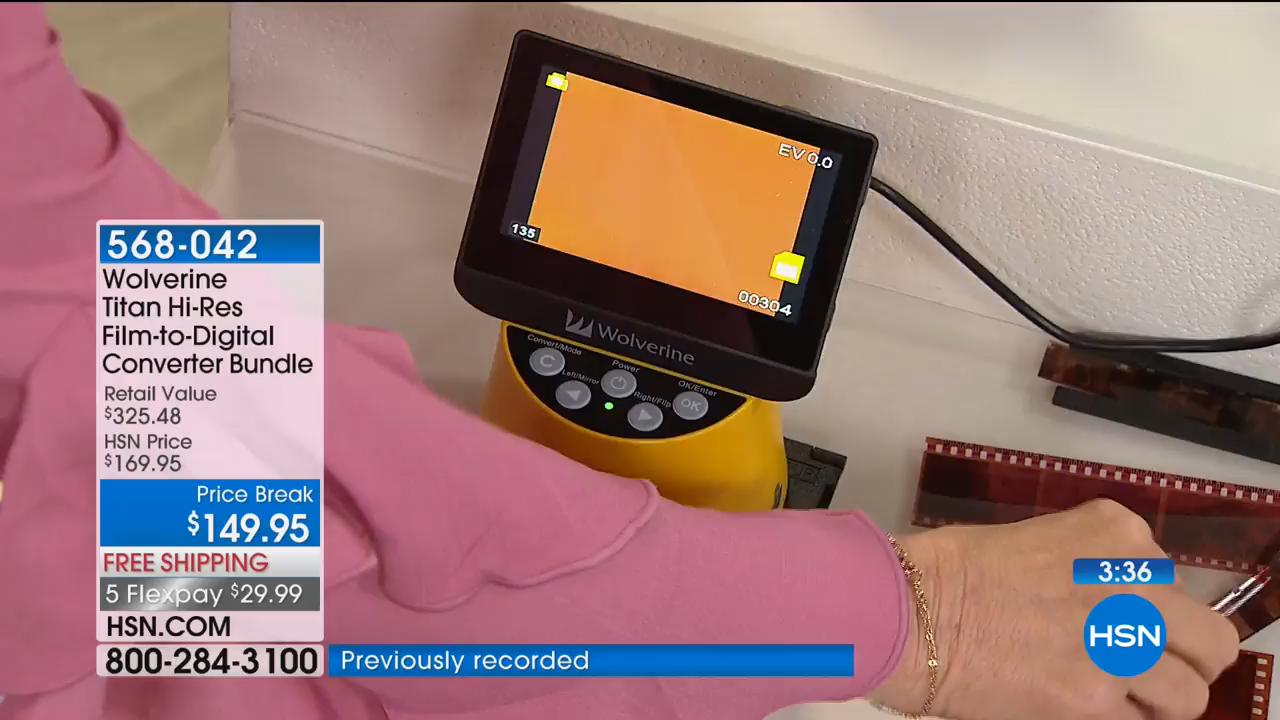 568-042
Wolverine
Titan Hi-Res
Film-to-Digital
Converter Bundle
Retail Value
$325.48
HSN Price
$169.95
Price Break
$149.95
FREE SHIPPING
5 Flexpay $29.99
HSN.COM
800-284-3100
Previously recorded
EV 0.0
135
00304
Wolverine
Convert/Mode
C
Power
Left/Mirror
Right/Flip
OK/Enter
OK
3:36
HSN